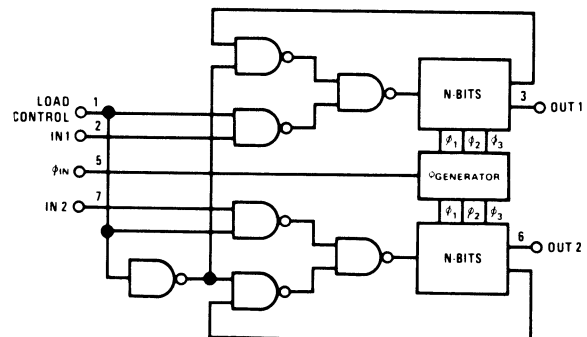 LOAD CONTROL 1
IN 1 2
ϕIN 5
IN 2 7
N-BITS
3 OUT 1
ϕ1 ϕ2 ϕ3
ϕGENERATOR
ϕ1 ϕ2 ϕ3
N-BITS
6 OUT 2